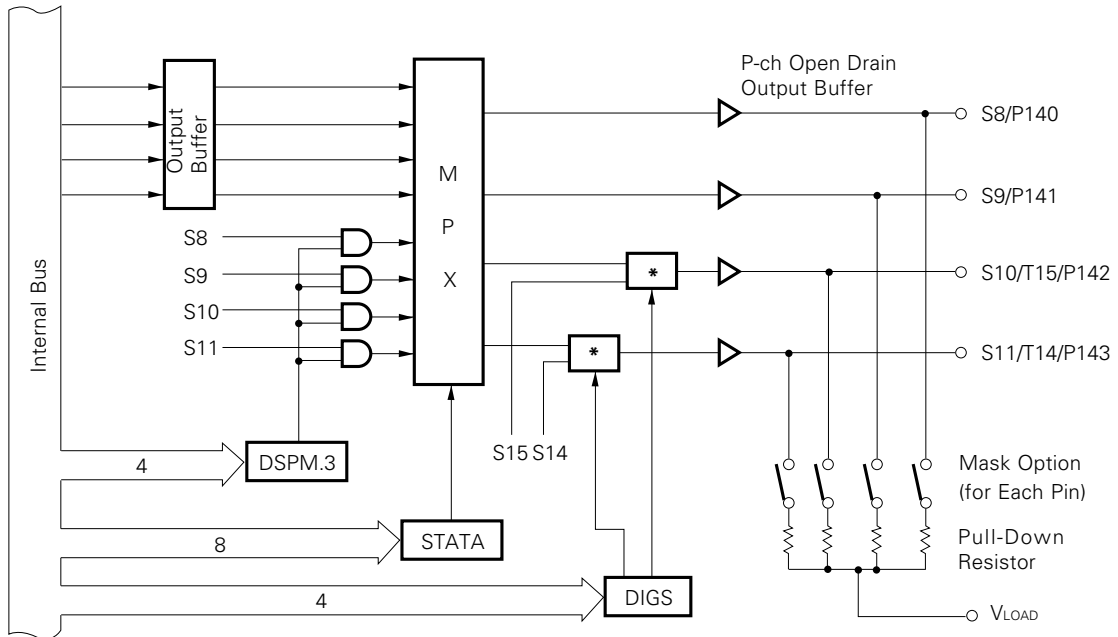 P-ch Open Drain
Output Buffer
Output
Buffer
M
P
X
S8/P140
S9/P141
S8
S9
S10
S11
*
S10/T15/P142
*
S11/T14/P143
Internal Bus
S15 S14
4
DSPM.3
Mask Option
(for Each Pin)
8
STATA
Pull-Down
Resistor
4
DIGS
VLOAD